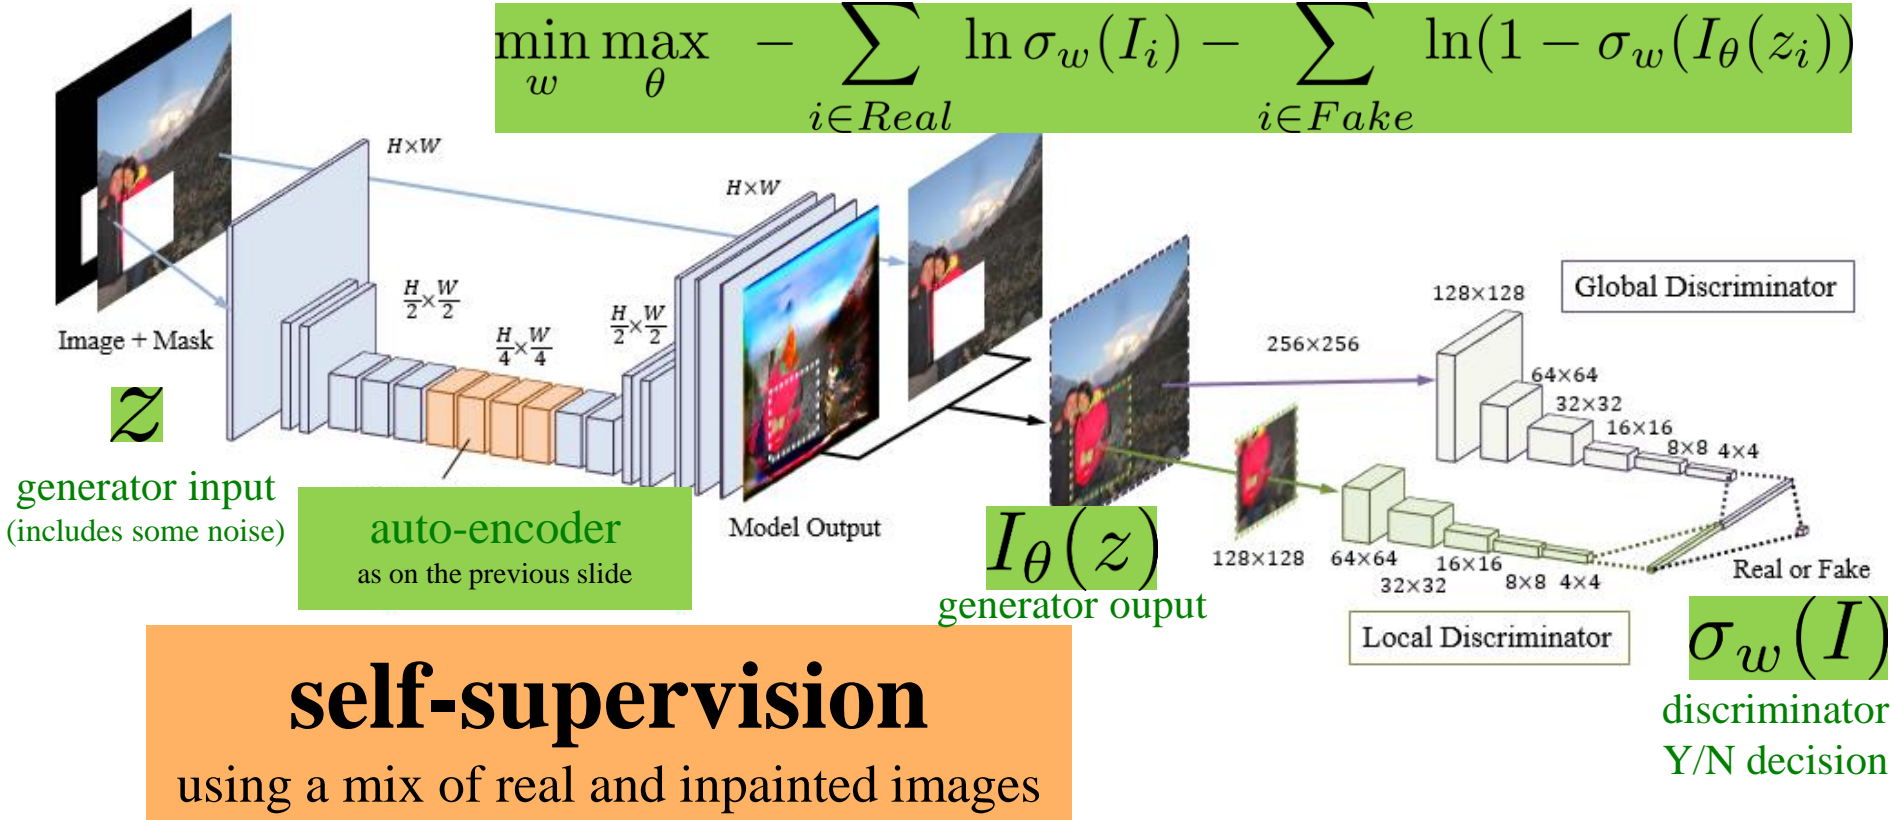 min_w max_θ − ∑_{i∈Real} ln σ_w(I_i) − ∑_{i∈Fake} ln(1 − σ_w(I_θ(z_i))
H×W
H×W
H/2×W/2
H/4×W/4
H/2×W/2
Image + Mask
z
generator input
(includes some noise)
auto-encoder
as on the previous slide
Model Output
I_θ(z)
generator ouput
256×256
128×128
64×64
32×32
16×16
8×8
4×4
Global Discriminator
128×128
64×64
32×32
16×16
8×8
4×4
Local Discriminator
Real or Fake
σ_w(I)
discriminator
Y/N decision
self-supervision
using a mix of real and inpainted images